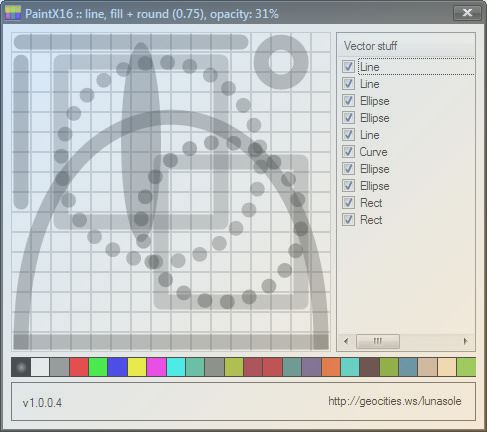 PaintX16 :: line, fill + round (0.75), opacity: 31%
Vector stuff
Line
Line
Ellipse
Ellipse
Line
Curve
Ellipse
Ellipse
Rect
Rect
v1.0.0.4
http://geocities.ws/lunasole